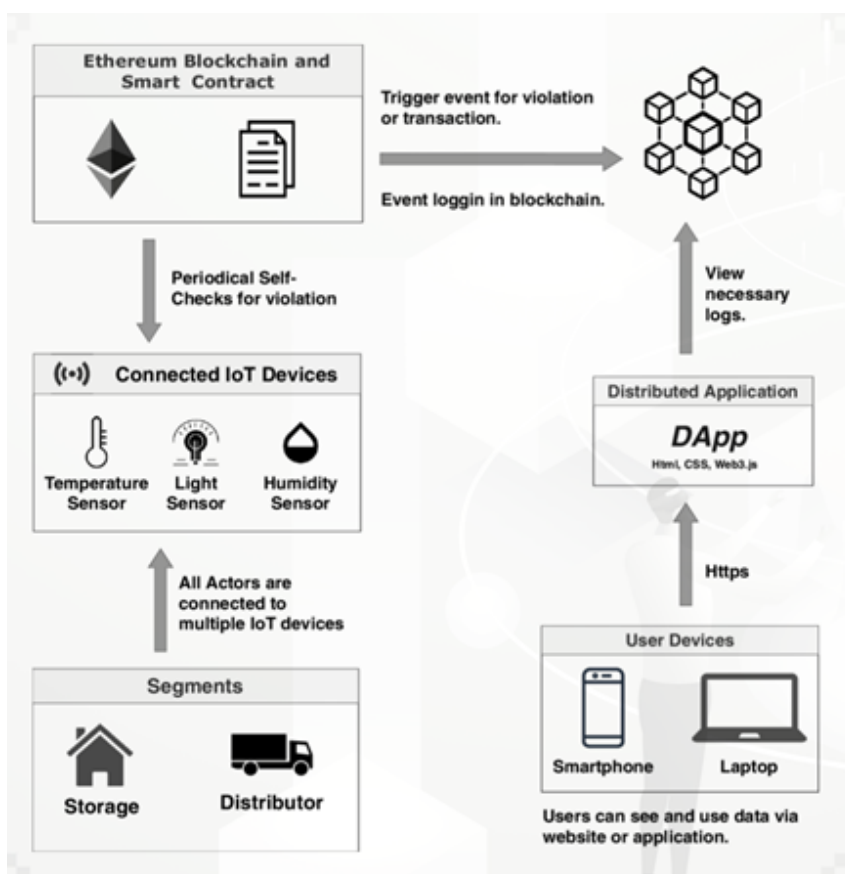 Ethereum Blockchain and
Smart Contract
Trigger event for violation
or transaction.
Event loggin in blockchain.
Periodical Self-
Checks for violation
View
necessary
logs.
Connected IoT Devices
Temperature
Sensor
Light
Sensor
Humidity
Sensor
Distributed Application
DApp
Html, CSS, Web3.js
All Actors are
connected to
multiple IoT devices
Https
Segments
Storage
Distributor
User Devices
Smartphone
Laptop
Users can see and use data via
website or application.